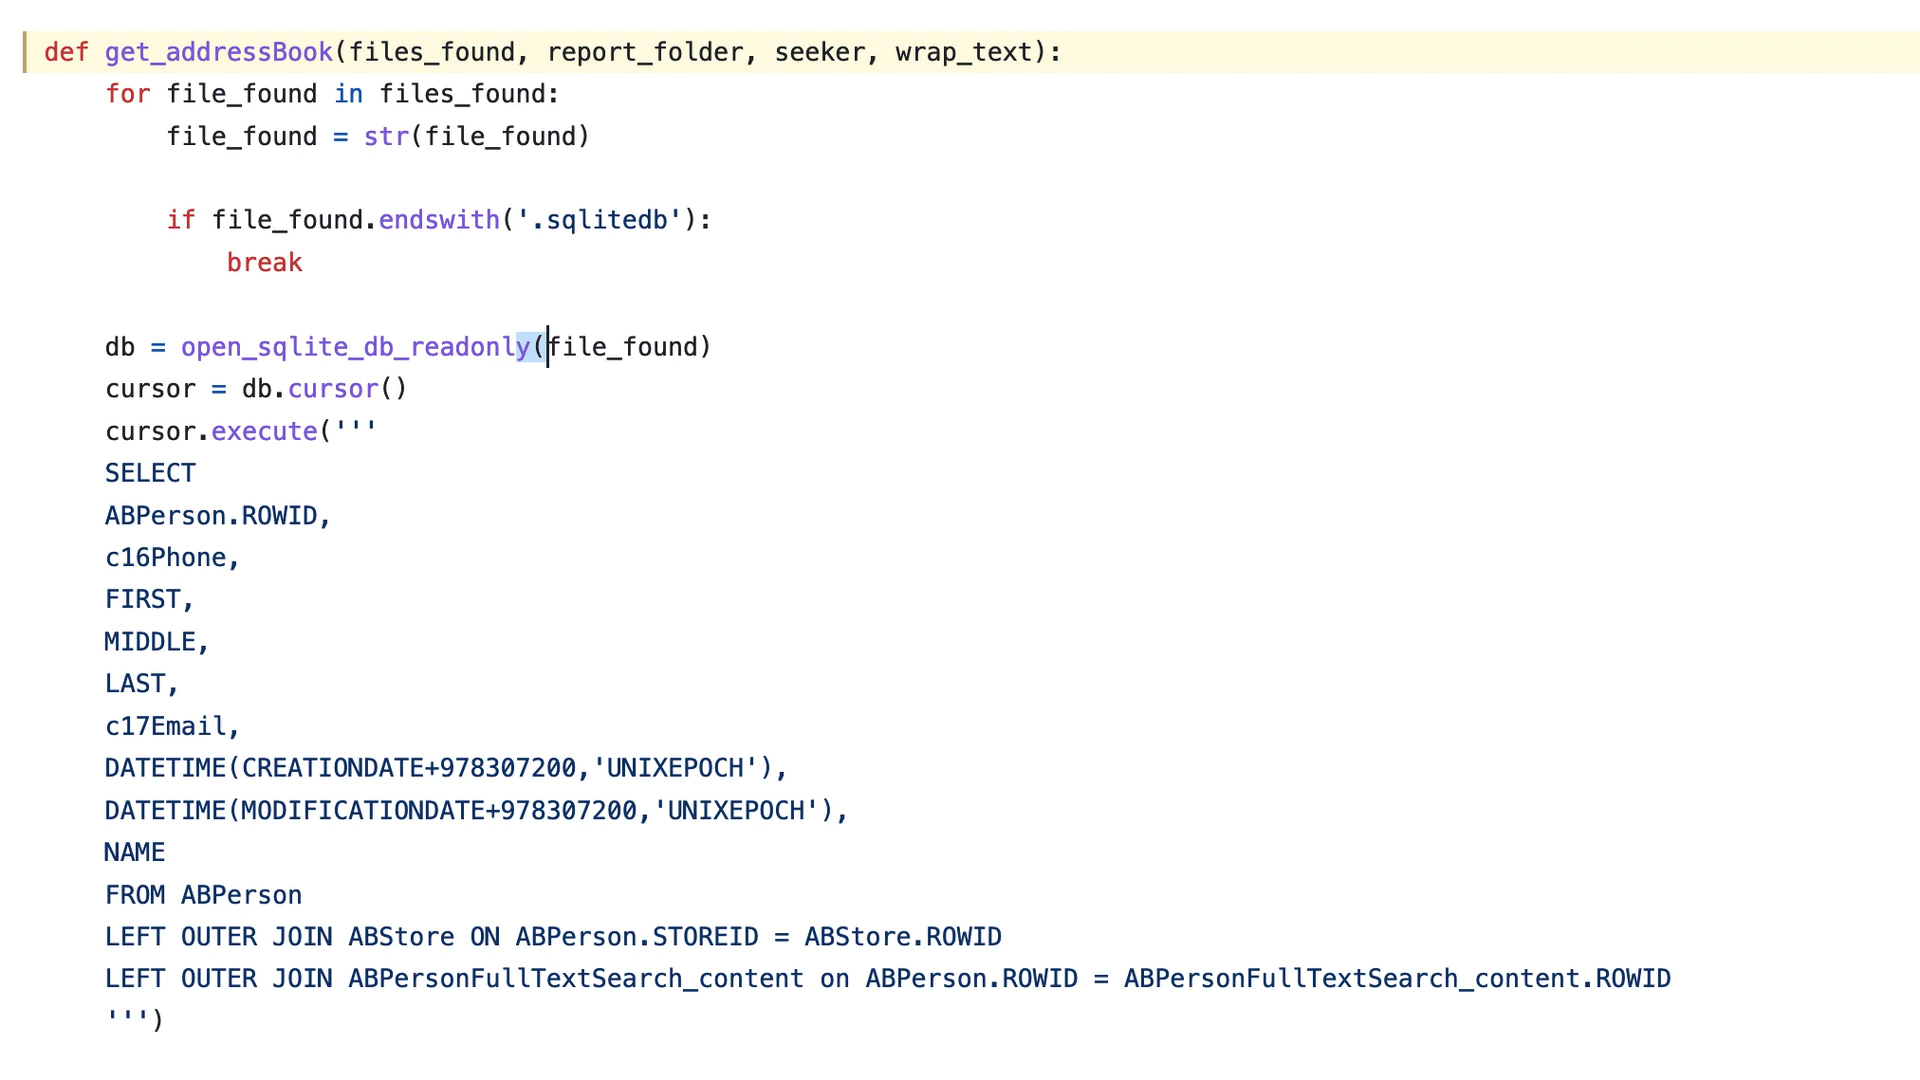 def get_addressBook(files_found, report_folder, seeker, wrap_text):
    for file_found in files_found:
        file_found = str(file_found)

        if file_found.endswith('.sqlitedb'):
            break

    db = open_sqlite_db_readonly(file_found)
    cursor = db.cursor()
    cursor.execute('''
    SELECT
    ABPerson.ROWID,
    c16Phone,
    FIRST,
    MIDDLE,
    LAST,
    c17Email,
    DATETIME(CREATIONDATE+978307200,'UNIXEPOCH'),
    DATETIME(MODIFICATIONDATE+978307200,'UNIXEPOCH'),
    NAME
    FROM ABPerson
    LEFT OUTER JOIN ABStore ON ABPerson.STOREID = ABStore.ROWID
    LEFT OUTER JOIN ABPersonFullTextSearch_content on ABPerson.ROWID = ABPersonFullTextSearch_content.ROWID
    ''')